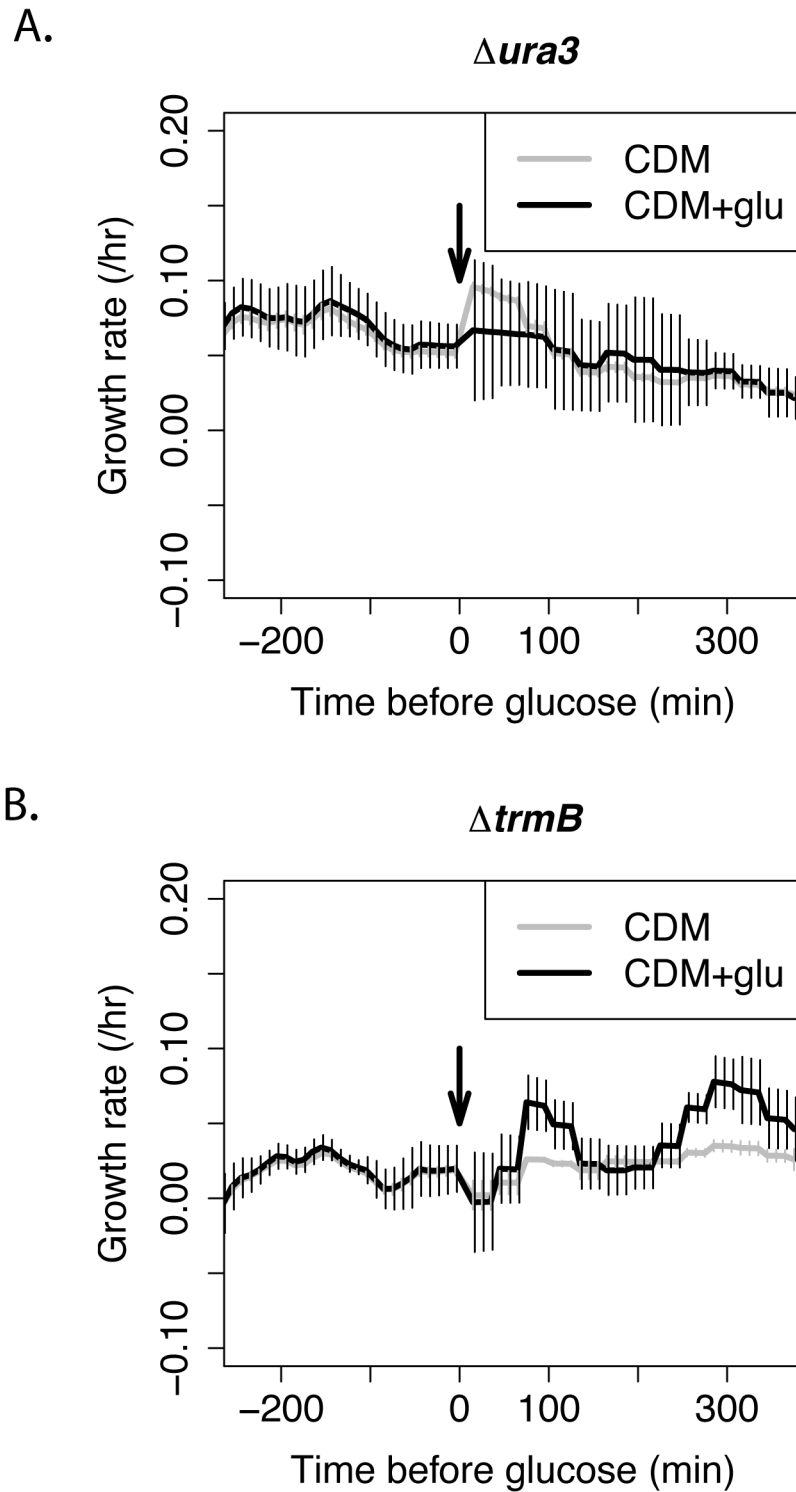 A.
Δura3
CDM
CDM+glu
0.20
0.10
0.00
−0.10
Growth rate (/hr)
−200 0 100 300
Time before glucose (min)
B.
ΔtrmB
CDM
CDM+glu
0.20
0.10
0.00
−0.10
Growth rate (/hr)
−200 0 100 300
Time before glucose (min)